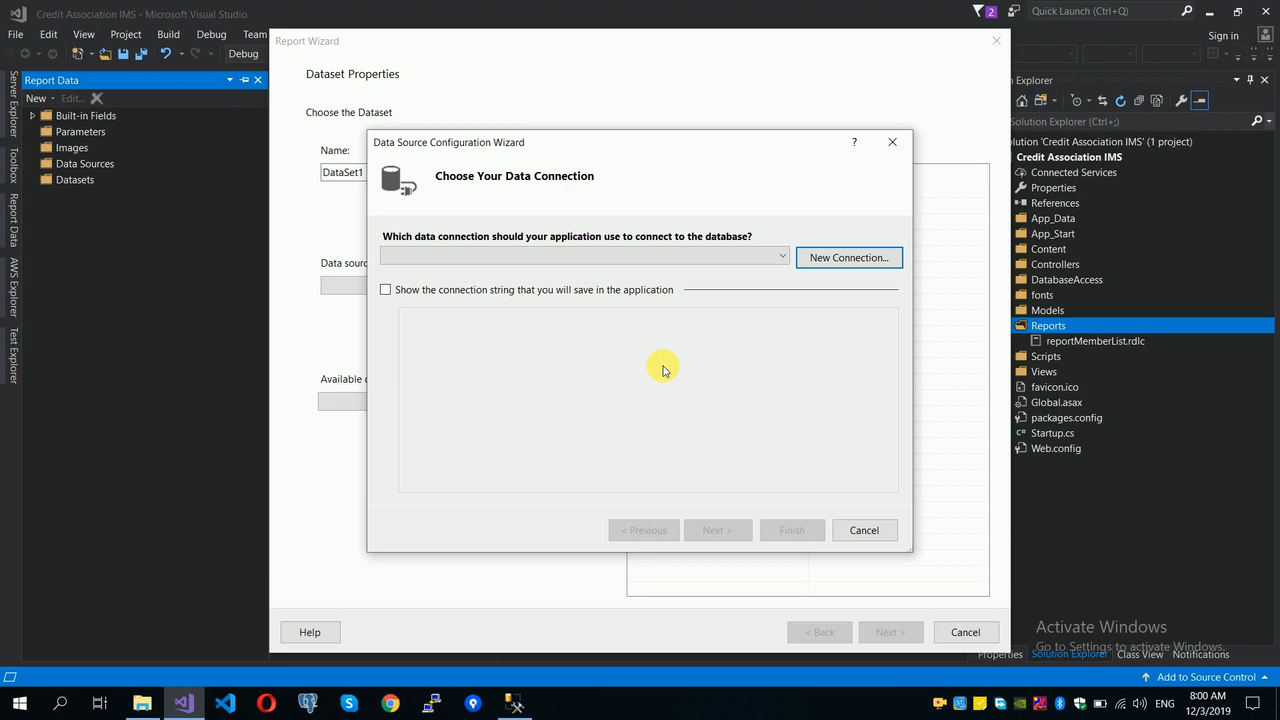 Credit Association IMS - Microsoft Visual Studio
2
Quick Launch (Ctrl+Q)
File Edit View Project Build Debug Team
Sign in
Debug
Report Wizard
Dataset Properties
Choose the Dataset
Name:
DataSet1
Data sourc
Available d
Help
< Back
Next >
Cancel
Data Source Configuration Wizard
?
Choose Your Data Connection
Which data connection should your application use to connect to the database?
New Connection...
Show the connection string that you will save in the application
< Previous
Next >
Finish
Cancel
Server Explorer
Toolbox
Report Data
AWS Explorer
Test Explorer
Report Data
New
Edit...
Built-in Fields
Parameters
Images
Data Sources
Datasets
Explorer
Solution Explorer (Ctrl+;)
olution 'Credit Association IMS' (1 project)
Credit Association IMS
Connected Services
Properties
References
App_Data
App_Start
Content
Controllers
DatabaseAccess
fonts
Models
Reports
reportMemberList.rdlc
Scripts
Views
favicon.ico
Global.asax
packages.config
Startup.cs
Web.config
Activate Windows
Go to Settings to activate Windows.
Properties Solution Explorer Class View Notifications
Add to Source Control
ENG
8:00 AM
12/3/2019